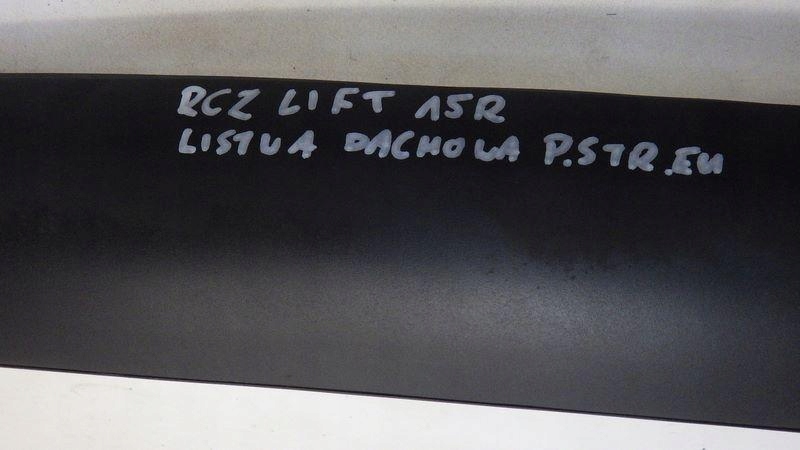 RCZ LIFT 15R
LISTWA DACHOWA P.STR.EU